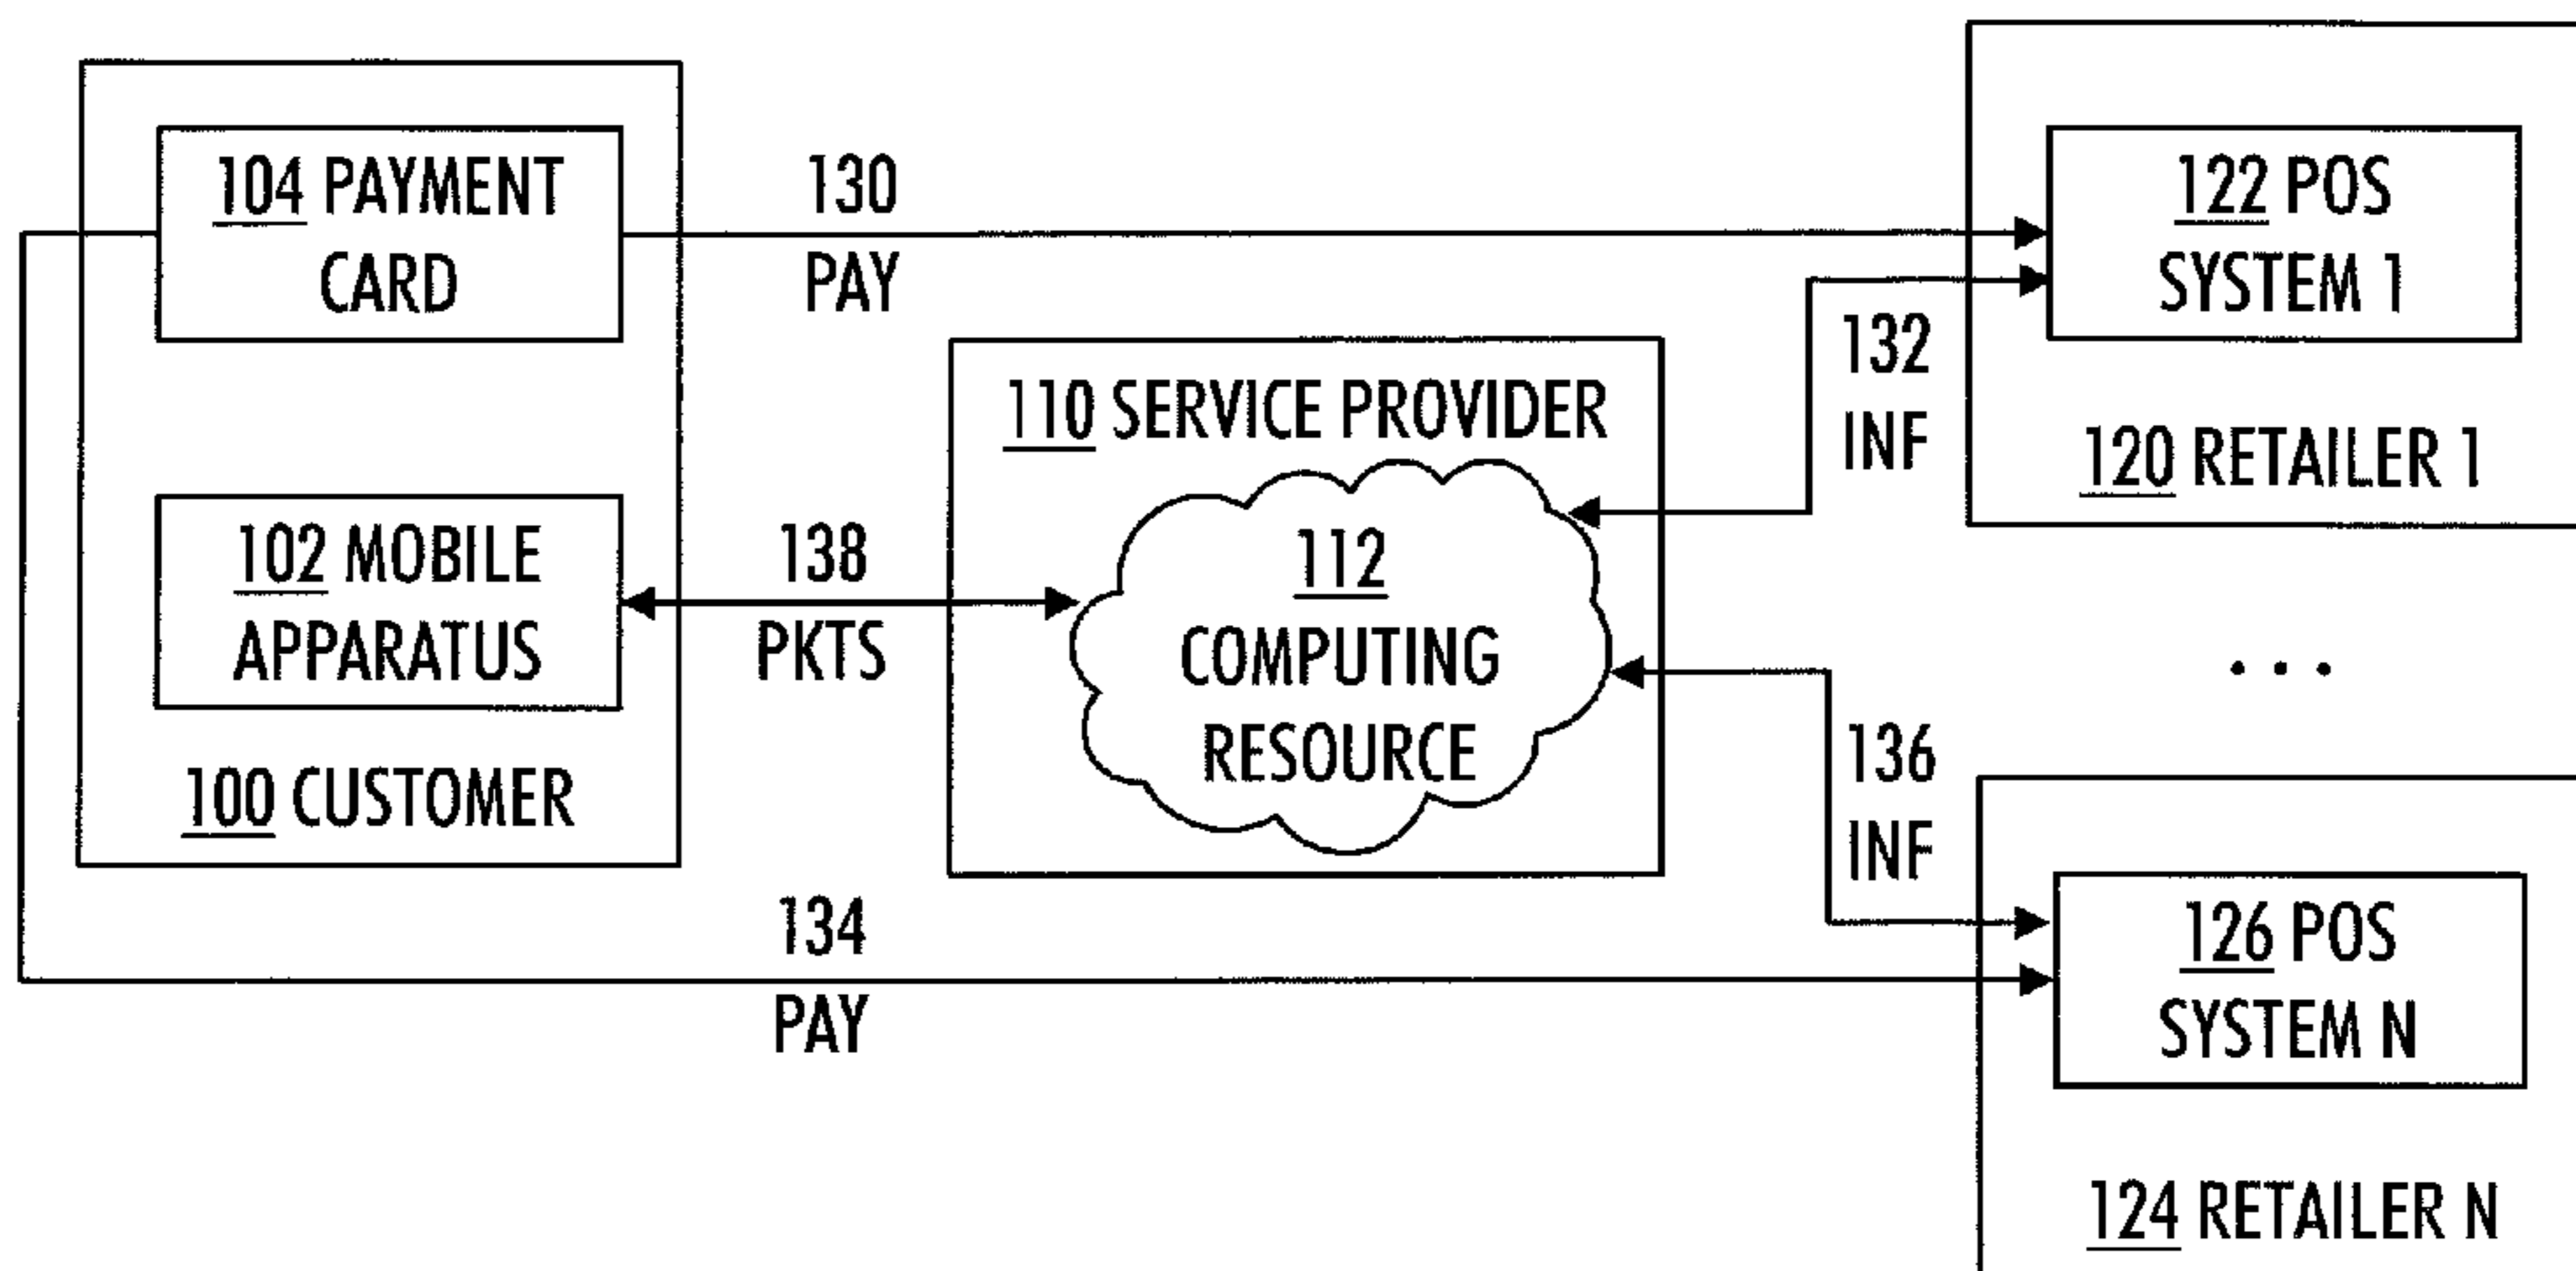 104 PAYMENT
CARD
130
PAY
122 POS
SYSTEM 1
132
INF
120 RETAILER 1
110 SERVICE PROVIDER
102 MOBILE
APPARATUS
138
PKTS
112
COMPUTING
RESOURCE
. . .
100 CUSTOMER
136
INF
134
PAY
126 POS
SYSTEM N
124 RETAILER N